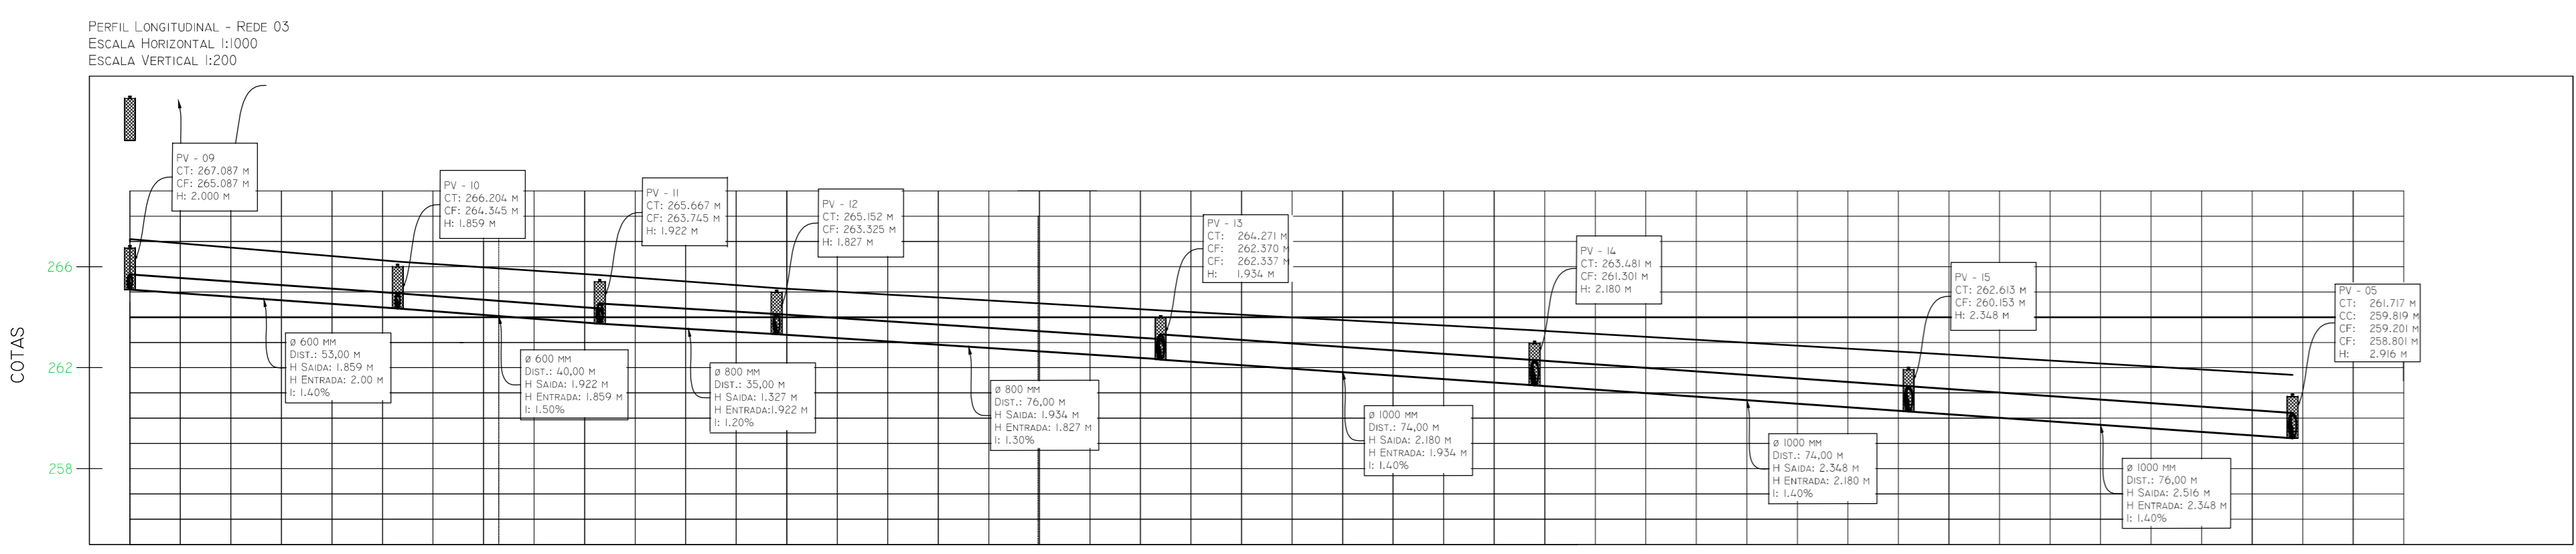 PERFIL LONGITUDINAL - REDE 03
ESCALA HORIZONTAL 1:1000
ESCALA VERTICAL 1:200
PV - 09
CT: 267.087 M
CF: 265.087 M
H: 2.000 M
PV - 10
CT: 266.204 M
CF: 264.345 M
H: 1.859 M
PV - 11
CT: 265.667 M
CF: 263.745 M
H: 1.922 M
PV - 12
CT: 265.152 M
CF: 263.325 M
H: 1.827 M
PV - 13
CT: 264.271 M
CF: 262.370 M
CF: 262.337 M
H: 1.934 M
PV - 14
CT: 263.481 M
CF: 261.301 M
H: 2.180 M
PV - 15
CT: 262.613 M
CF: 260.153 M
H: 2.348 M
PV - 05
CT: 261.717 M
CC: 259.819 M
CF: 259.201 M
CF: 258.801 M
H: 2.916 M
COTAS
266
262
258
Ø 600 MM
DIST.: 53,00 M
H SAIDA: 1.859 M
H ENTRADA: 2.00 M
I: 1.40%
Ø 600 MM
DIST.: 40,00 M
H SAIDA: 1.922 M
H ENTRADA: 1.859 M
I: 1.50%
Ø 800 MM
DIST.: 35,00 M
H SAIDA: 1.327 M
H ENTRADA:1.922 M
I: 1.20%
Ø 800 MM
DIST.: 76,00 M
H SAIDA: 1.934 M
H ENTRADA: 1.827 M
I: 1.30%
Ø 1000 MM
DIST.: 74,00 M
H SAIDA: 2.180 M
H ENTRADA: 1.934 M
I: 1.40%
Ø 1000 MM
DIST.: 74,00 M
H SAIDA: 2.348 M
H ENTRADA: 2.180 M
I: 1.40%
Ø 1000 MM
DIST.: 76,00 M
H SAIDA: 2.516 M
H ENTRADA: 2.348 M
I: 1.40%